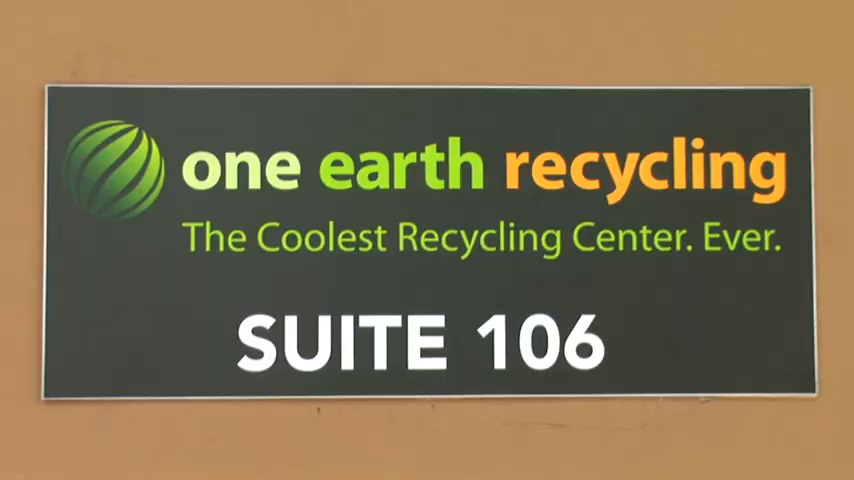 one earth recycling
The Coolest Recycling Center. Ever.
SUITE 106